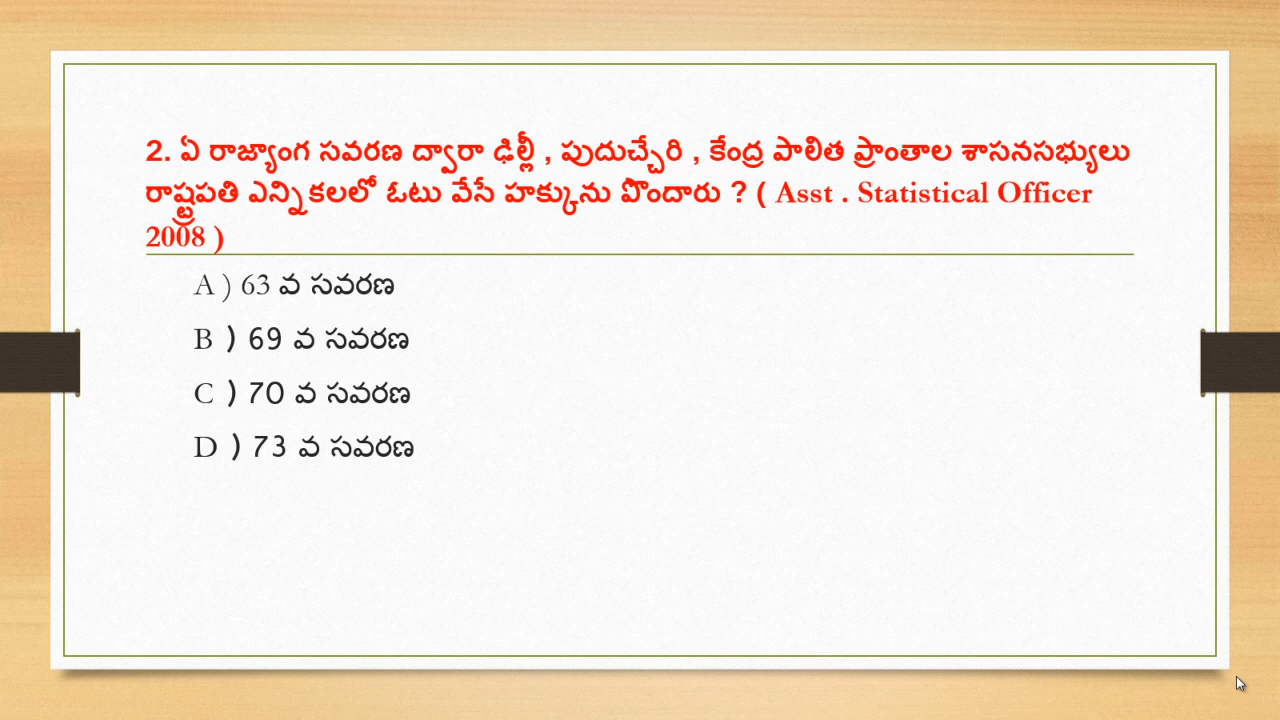 2. ఏ రాజ్యాంగ సవరణ ద్వారా ఢిల్లీ , పుదుచ్చేరి , కేంద్ర పాలిత ప్రాంతాల శాసనసభ్యులు
రాష్ట్రపతి ఎన్నికలలో ఓటు వేసే హక్కును పొందారు ? ( Asst . Statistical Officer
2008 )
A ) 63 వ సవరణ
B ) 69 వ సవరణ
C ) 70 వ సవరణ
D ) 73 వ సవరణ